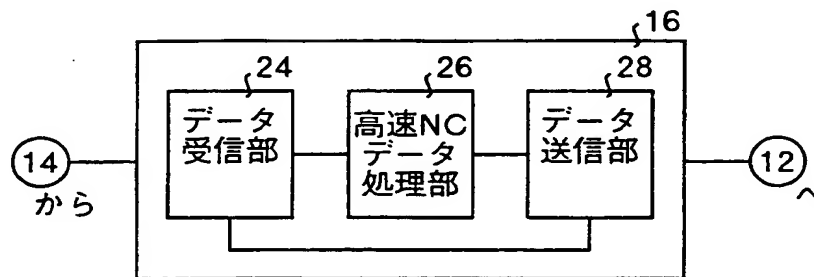 16
24
26
28
データ
受信部
高速NC
データ
処理部
データ
送信部
14
から
12
へ